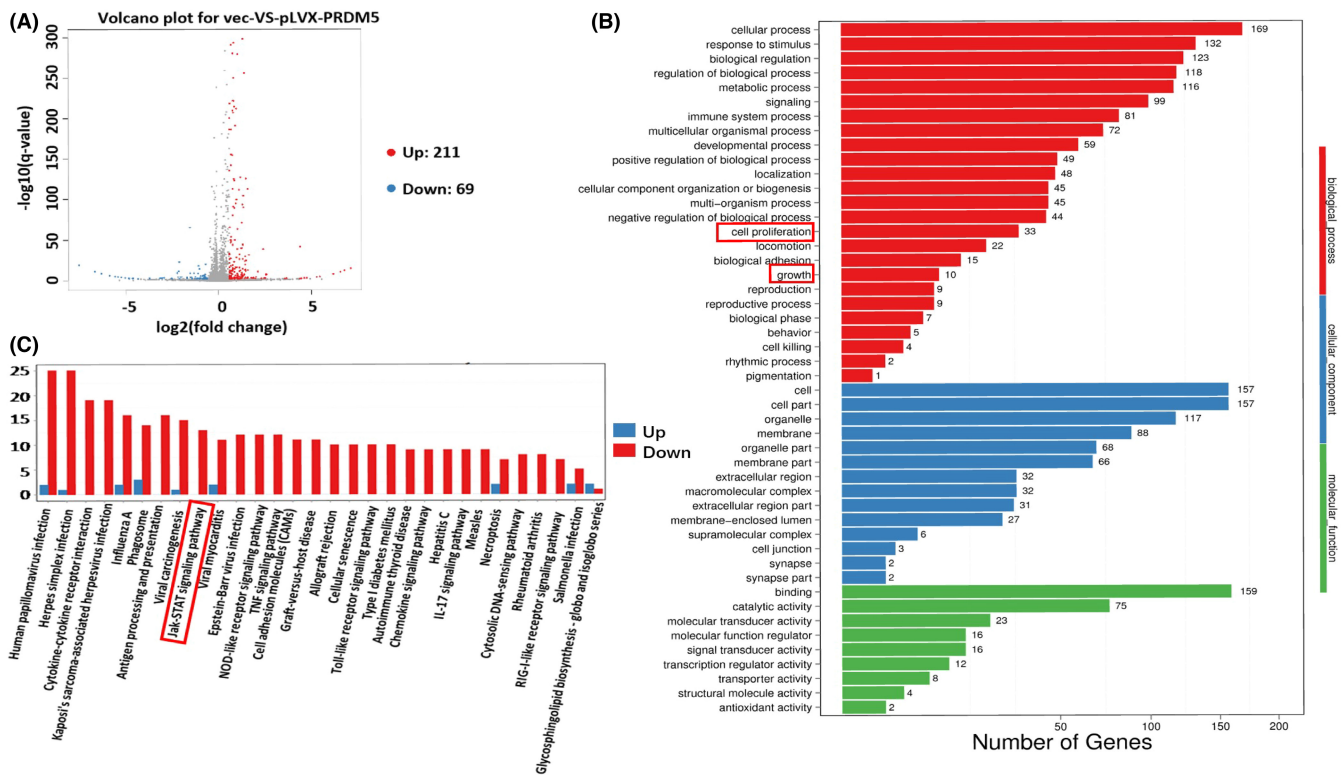 (A)
Volcano plot for vec-VS-pLVX-PRDM5
300
250
200
150
100
50
0
-log10(q-value)
-5
0
5
log2(fold change)
Up: 211
Down: 69
(B)
cellular process 169
response to stimulus 132
biological regulation 123
regulation of biological process 118
metabolic process 116
signaling 99
immune system process 81
multicellular organismal process 72
developmental process 59
positive regulation of biological process 49
localization 48
cellular component organization or biogenesis 45
multi−organism process 45
negative regulation of biological process 44
cell proliferation 33
locomotion 22
biological adhesion 15
growth 10
reproduction 9
reproductive process 9
biological phase 7
behavior 5
cell killing 4
rhythmic process 2
pigmentation 1
cell 157
cell part 157
organelle 117
membrane 88
organelle part 68
membrane part 66
extracellular region 32
macromolecular complex 32
extracellular region part 31
membrane−enclosed lumen 27
supramolecular complex 6
cell junction 3
synapse 2
synapse part 2
binding 159
catalytic activity 75
molecular transducer activity 23
molecular function regulator 16
signal transducer activity 16
transcription regulator activity 12
transporter activity 8
structural molecule activity 4
antioxidant activity 2
50
100
150
200
Number of Genes
biological_process
cellular_component
molecular_function
(C)
25
20
15
10
5
0
Up
Down
Human papillomavirus infection
Herpes simplex infection
Cytokine-cytokine receptor interaction
Kaposi's sarcoma-associated herpesvirus infection
Influenza A
Phagosome
Antigen processing and presentation
Viral carcinogenesis
Jak-STAT signaling pathway
Viral myocarditis
Epstein-Barr virus infection
NOD-like receptor signaling pathway
TNF signaling pathway
Cell adhesion molecules (CAMs)
Graft-versus-host disease
Allograft rejection
Cellular senescence
Toll-like receptor signaling pathway
Type I diabetes mellitus
Autoimmune thyroid disease
Chemokine signaling pathway
Hepatitis C
IL-17 signaling pathway
Measles
Necroptosis
Cytosolic DNA-sensing pathway
Rheumatoid arthritis
RIG-I-like receptor signaling pathway
Salmonella infection
Glycosphingolipid biosynthesis - globo and isoglobo series